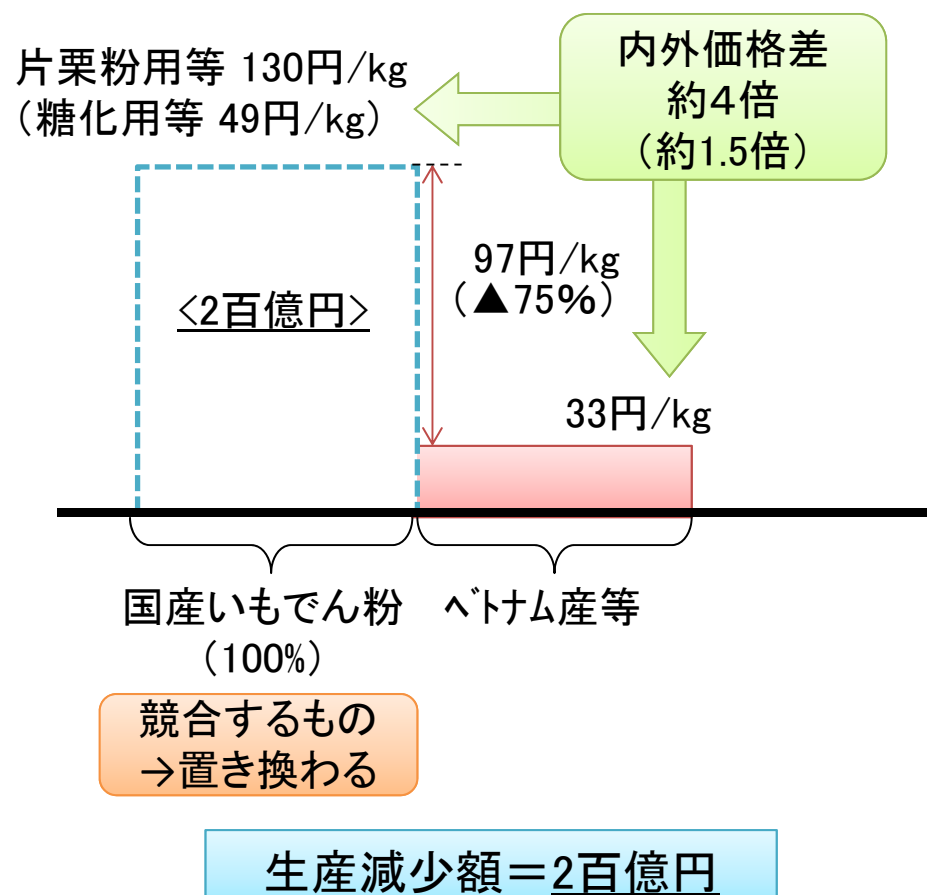 片栗粉用等 130円/kg
（糖化用等 49円/kg）
内外価格差
約4倍
（約1.5倍）
97円/kg
（▲75%）
<2百億円>
33円/kg
国産いもでん粉
（100%）
ベトナム産等
競合するもの
→置き換わる
生産減少額＝2百億円